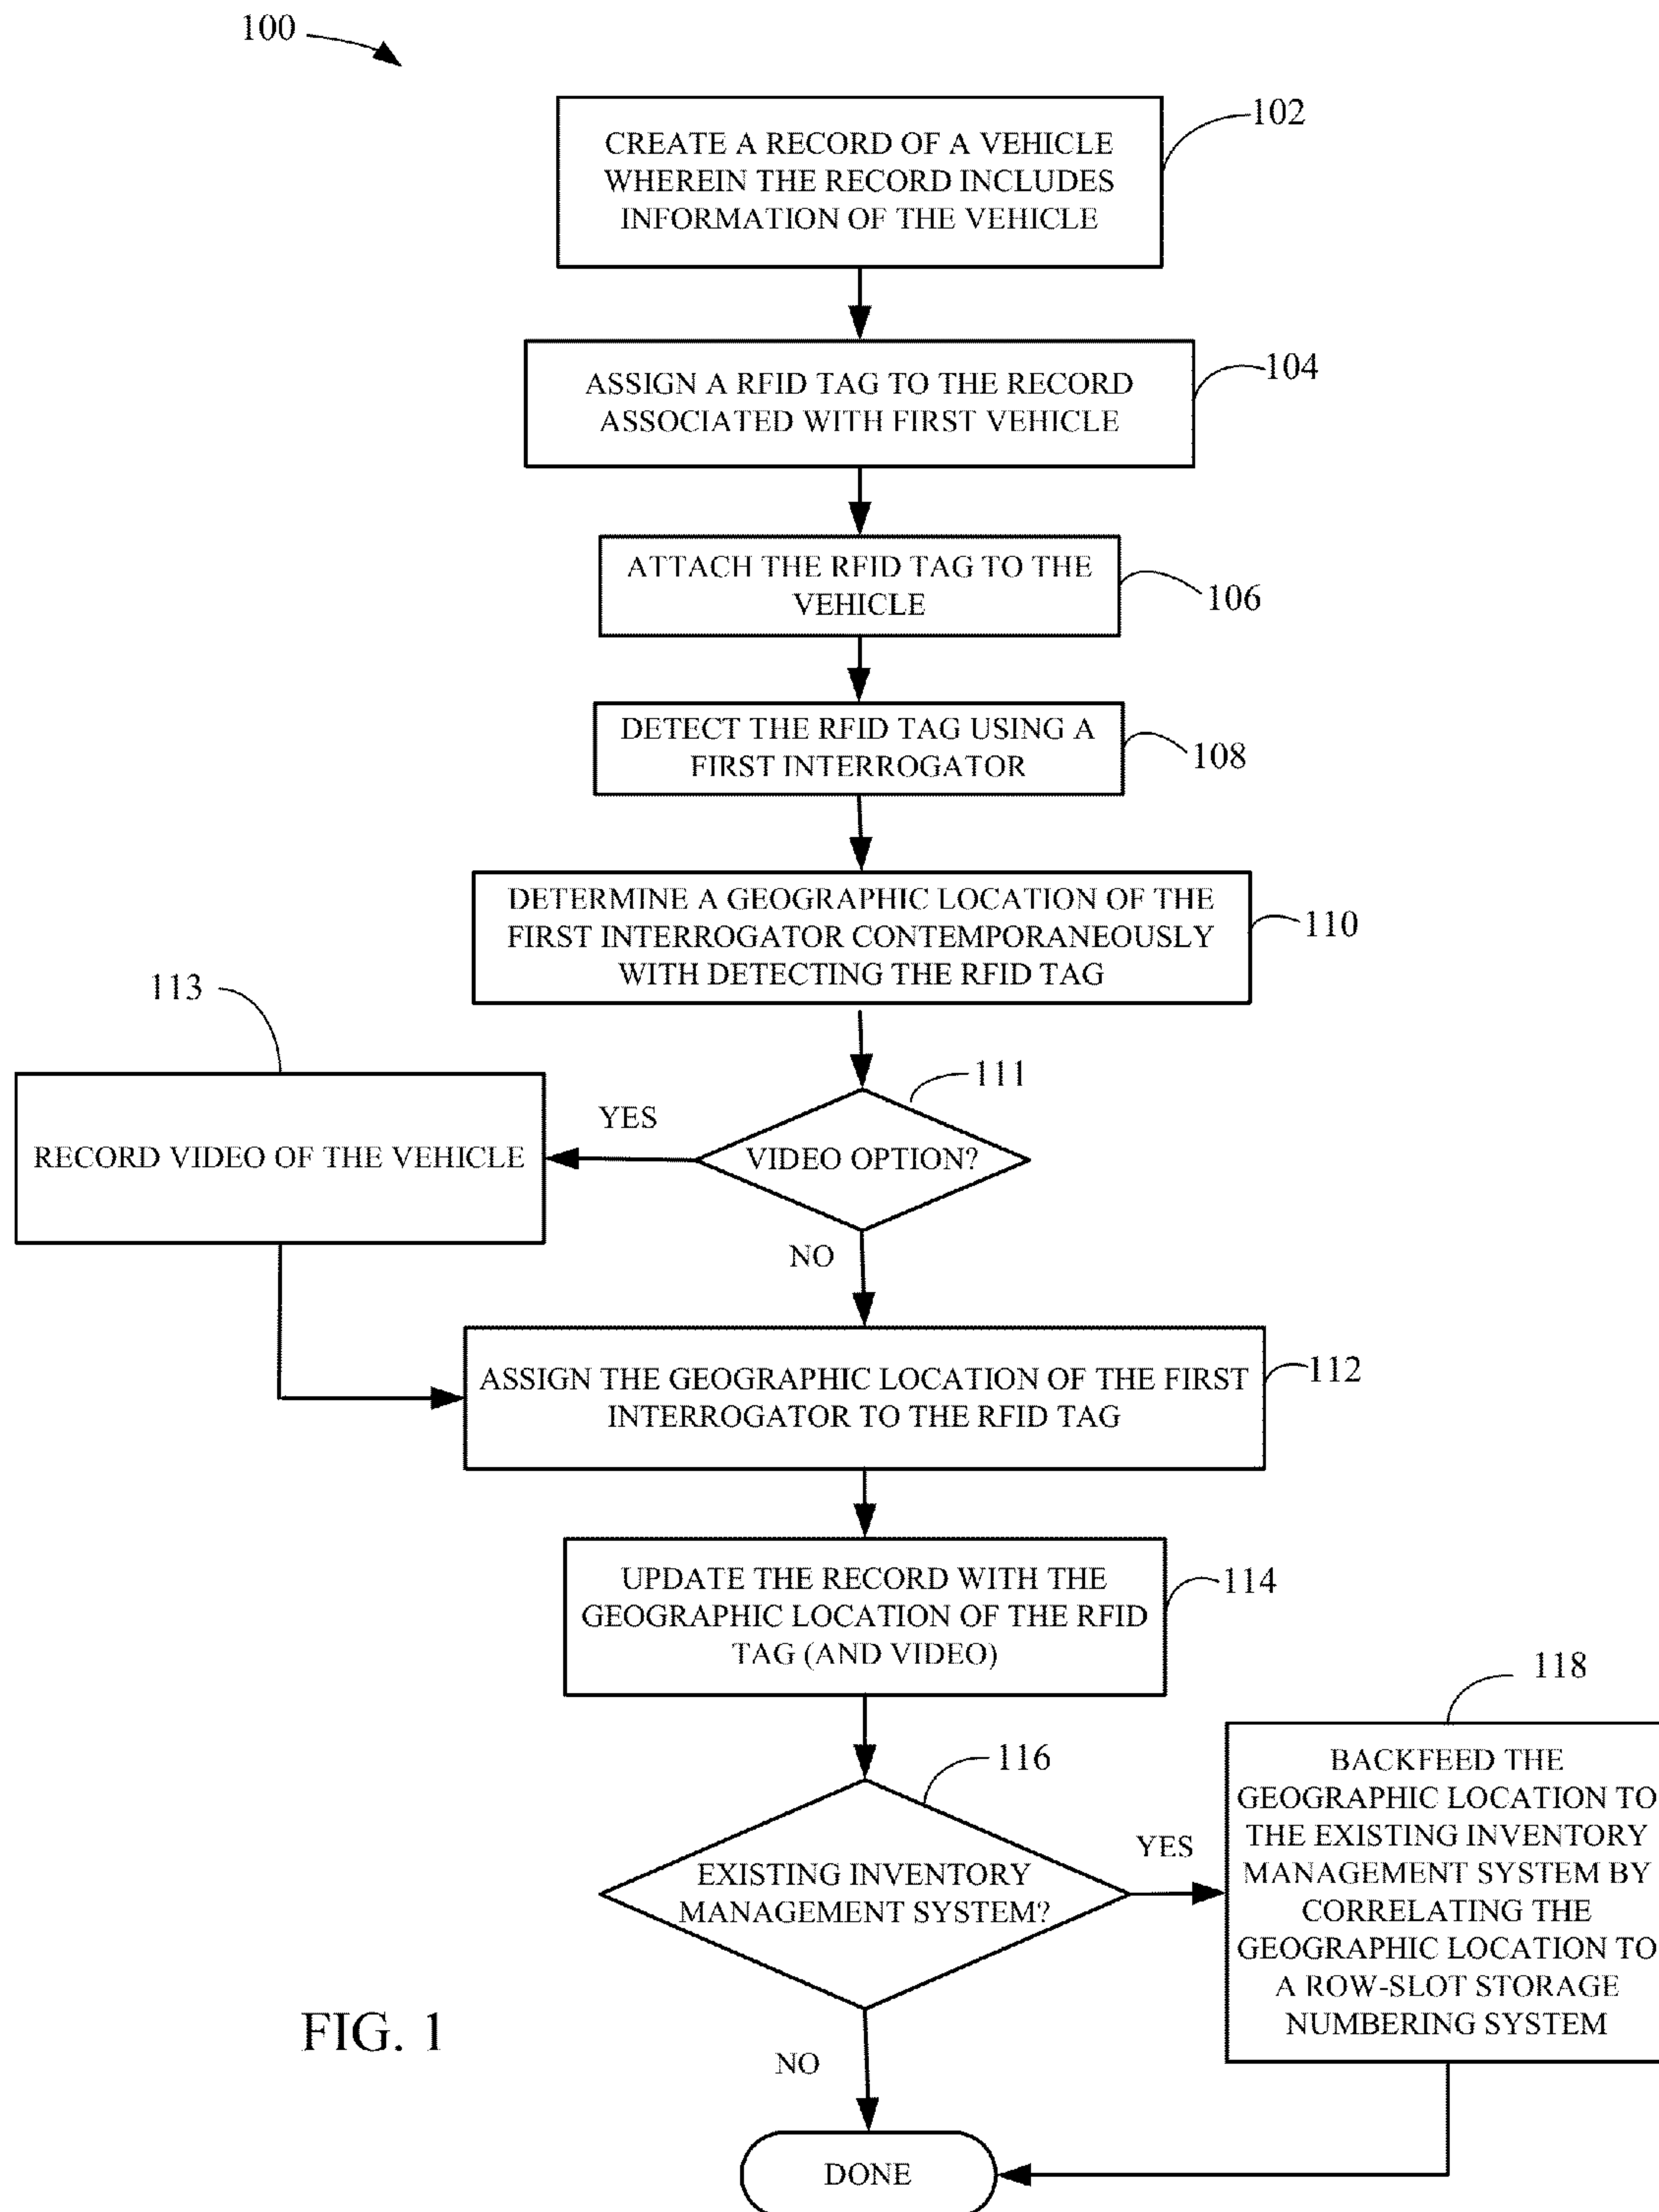 100
CREATE A RECORD OF A VEHICLE
WHEREIN THE RECORD INCLUDES
INFORMATION OF THE VEHICLE
102
ASSIGN A RFID TAG TO THE RECORD
ASSOCIATED WITH FIRST VEHICLE
104
ATTACH THE RFID TAG TO THE
VEHICLE
106
DETECT THE RFID TAG USING A
FIRST INTERROGATOR
108
DETERMINE A GEOGRAPHIC LOCATION OF THE
FIRST INTERROGATOR CONTEMPORANEOUSLY
WITH DETECTING THE RFID TAG
110
113
111
YES
VIDEO OPTION?
RECORD VIDEO OF THE VEHICLE
NO
ASSIGN THE GEOGRAPHIC LOCATION OF THE FIRST
INTERROGATOR TO THE RFID TAG
112
UPDATE THE RECORD WITH THE
GEOGRAPHIC LOCATION OF THE RFID
TAG (AND VIDEO)
114
116
EXISTING INVENTORY
MANAGEMENT SYSTEM?
YES
118
BACKFEED THE
GEOGRAPHIC LOCATION TO
THE EXISTING INVENTORY
MANAGEMENT SYSTEM BY
CORRELATING THE
GEOGRAPHIC LOCATION TO
A ROW-SLOT STORAGE
NUMBERING SYSTEM
NO
DONE
FIG. 1